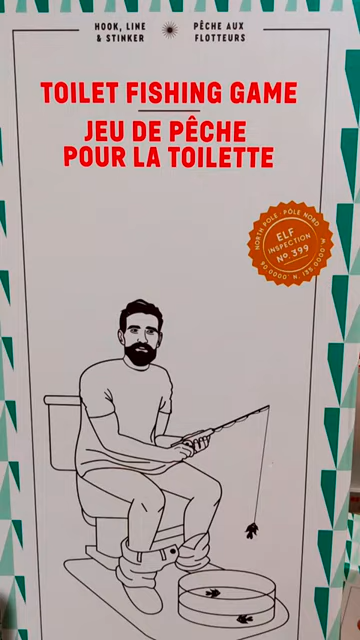 HOOK, LINE
& STINKER
PÊCHE AUX
FLOTTEURS
TOILET FISHING GAME
JEU DE PÊCHE
POUR LA TOILETTE
NORTH POLE · PÔLE NORD
ELF
INSPECTION
No. 399